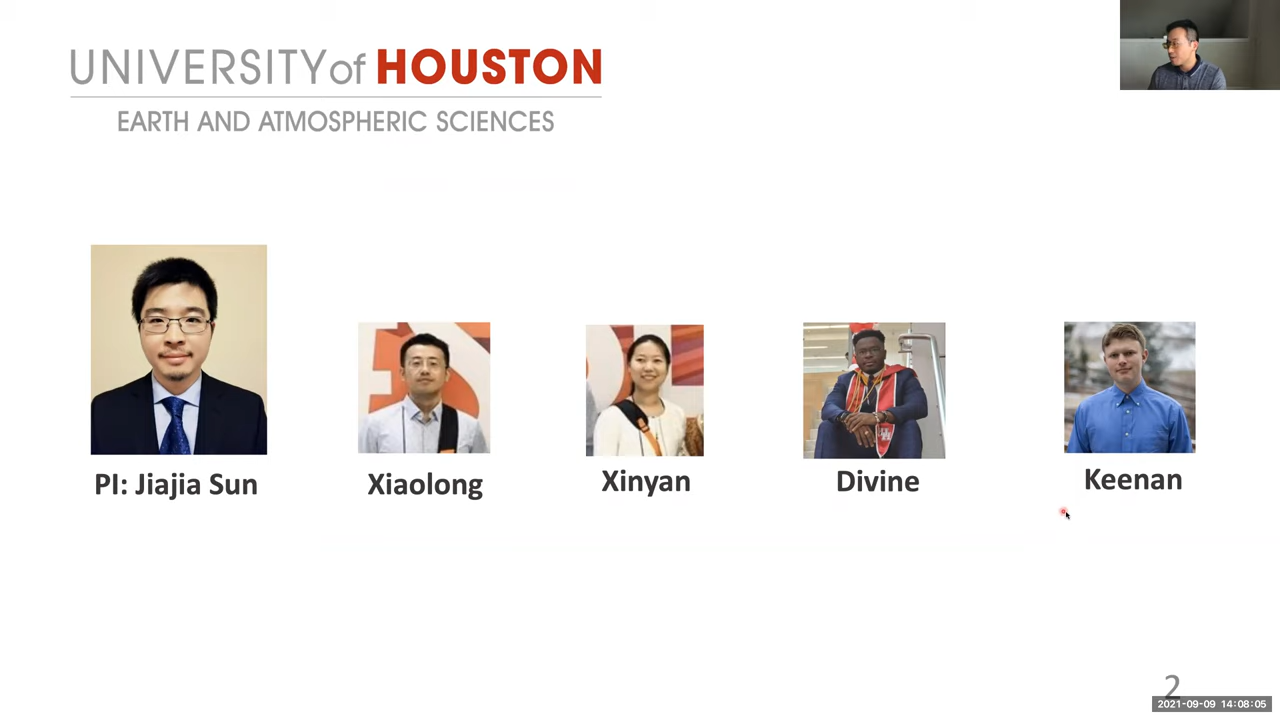 UNIVERSITY of HOUSTON
EARTH AND ATMOSPHERIC SCIENCES
PI: Jiajia Sun
Xiaolong
Xinyan
Divine
Keenan
2
2021-09-09 14:08:05